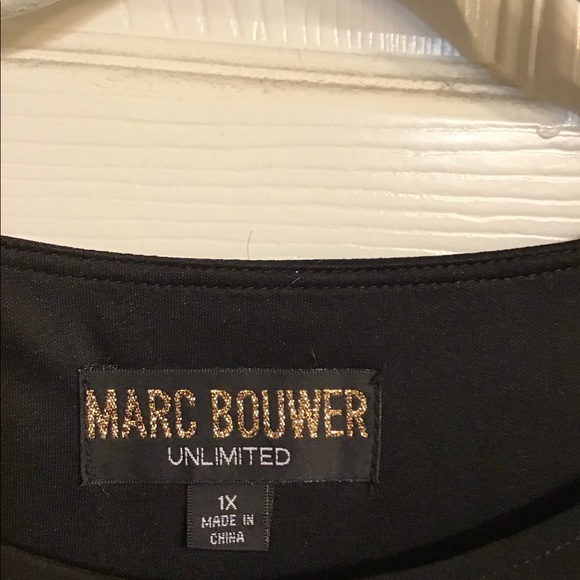 MARC BOUWER
UNLIMITED
1X
MADE IN
CHINA